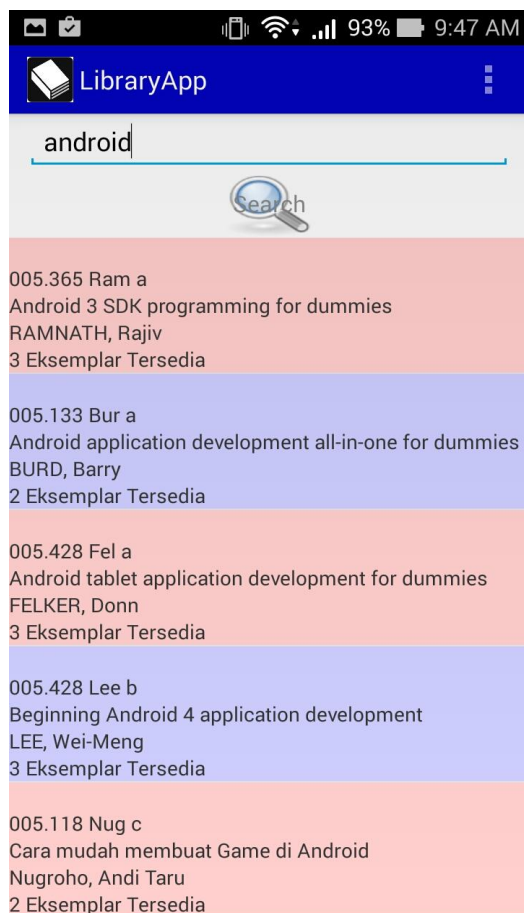 93% 9:47 AM
LibraryApp
android
Search
005.365 Ram a
Android 3 SDK programming for dummies
RAMNATH, Rajiv
3 Eksemplar Tersedia
005.133 Bur a
Android application development all-in-one for dummies
BURD, Barry
2 Eksemplar Tersedia
005.428 Fel a
Android tablet application development for dummies
FELKER, Donn
3 Eksemplar Tersedia
005.428 Lee b
Beginning Android 4 application development
LEE, Wei-Meng
3 Eksemplar Tersedia
005.118 Nug c
Cara mudah membuat Game di Android
Nugroho, Andi Taru
2 Eksemplar Tersedia